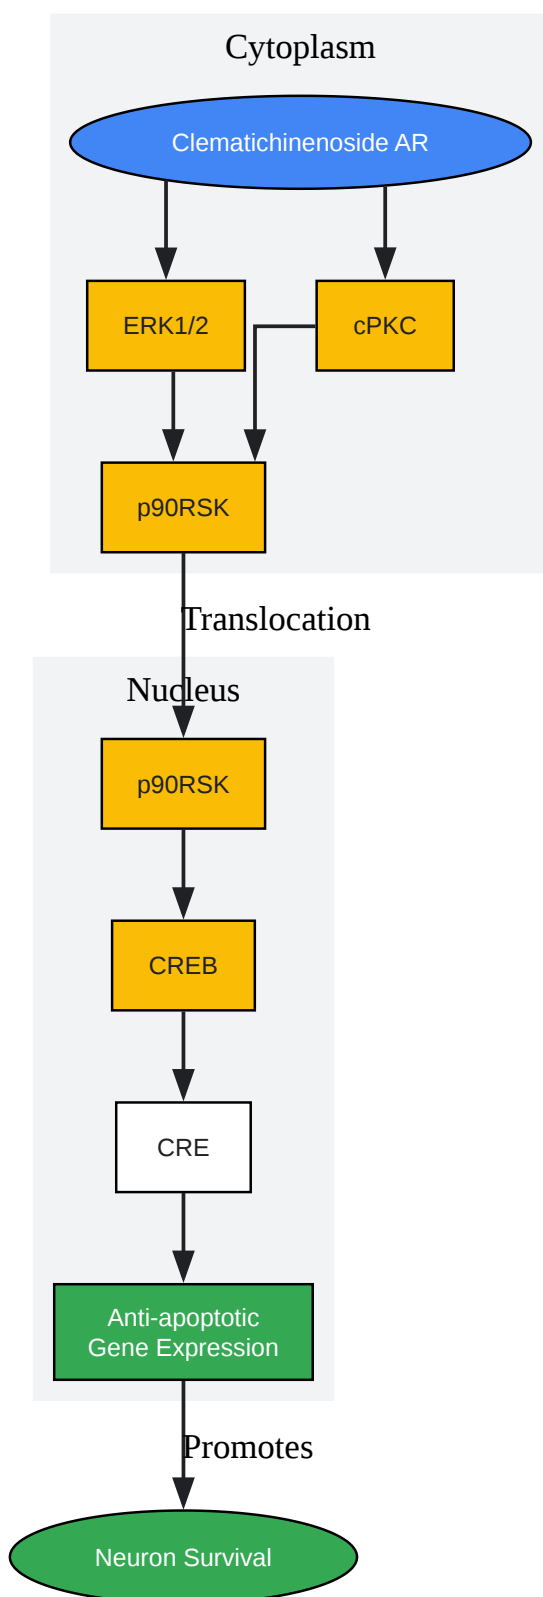 Cytoplasm
Clematichinenoside AR
ERK1/2
cPKC
p90RSK
Translocation
Nucleus
p90RSK
CREB
CRE
Anti-apoptotic
Gene Expression
Promotes
Neuron Survival